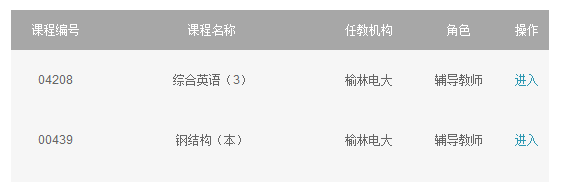 课程编号 课程名称 任教机构 角色 操作
04208 综合英语（3） 榆林电大 辅导教师 进入
00439 钢结构（本） 榆林电大 辅导教师 进入